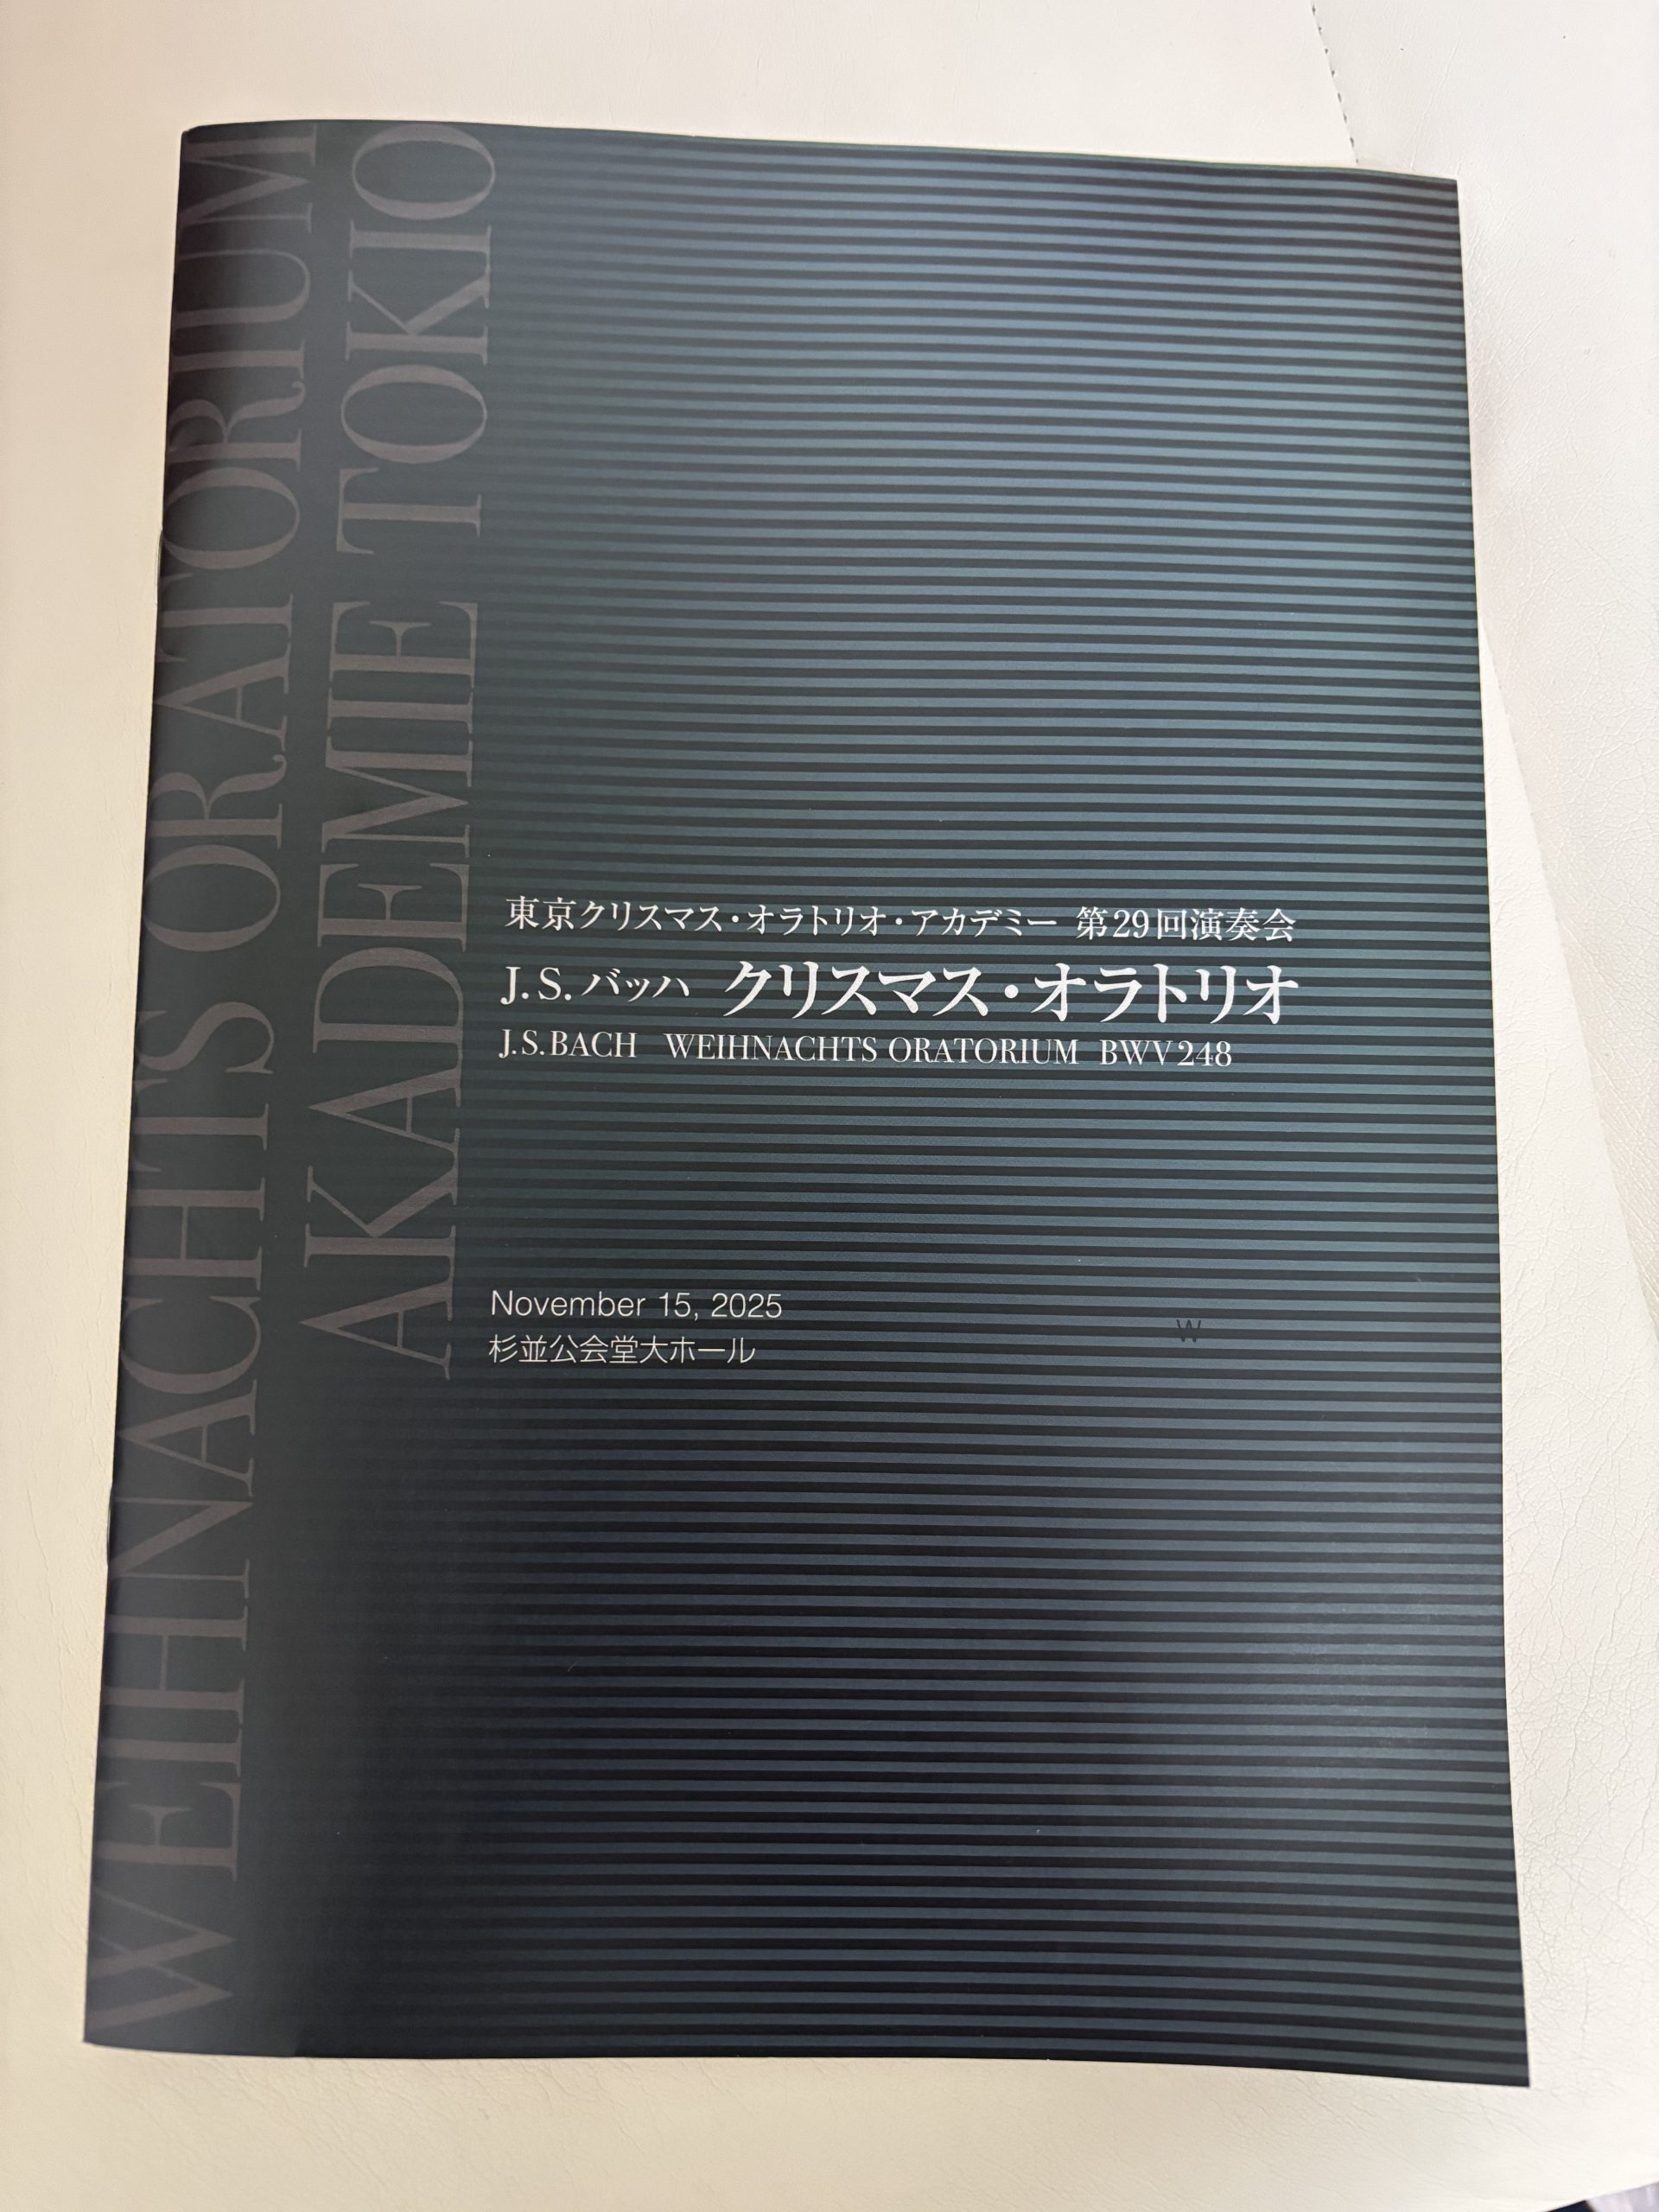 WEIHNACHTS ORATORIUM
AKADEMIE TOKIO
東京クリスマス・オラトリオ・アカデミー 第29回演奏会
J.S.バッハ クリスマス・オラトリオ
J.S.BACH WEIHNACHTS ORATORIUM BWV248
November 15, 2025
杉並公会堂大ホール
W